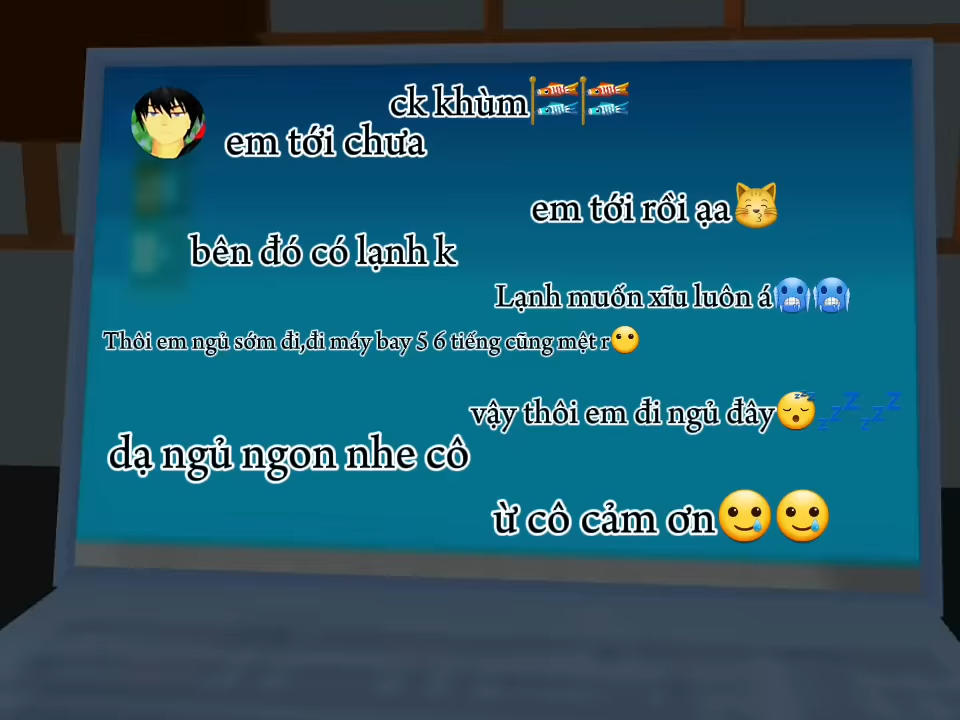 ck khùm🎏🎏
em tới chưa
em tới rồi ạa😽
bên đó có lạnh k
Lạnh muốn xĩu luôn á🥶🥶
Thôi em ngủ sớm đi,đi máy bay 5 6 tiếng cũng mệt r😶
vậy thôi em đi ngủ đây😴💤💤
dạ ngủ ngon nhe cô
ừ cô cảm ơn🥲🥲